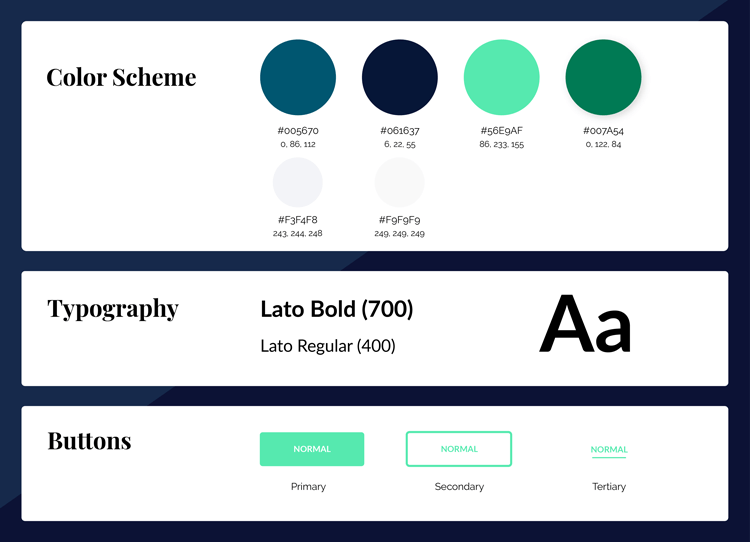 Color Scheme
#005670
0, 86, 112
#061637
6, 22, 55
#56E9AF
86, 233, 155
#007A54
0, 122, 84
#F3F4F8
243, 244, 248
#F9F9F9
249, 249, 249
Typography
Lato Bold (700)
Lato Regular (400)
Aa
Buttons
NORMAL
Primary
NORMAL
Secondary
NORMAL
Tertiary